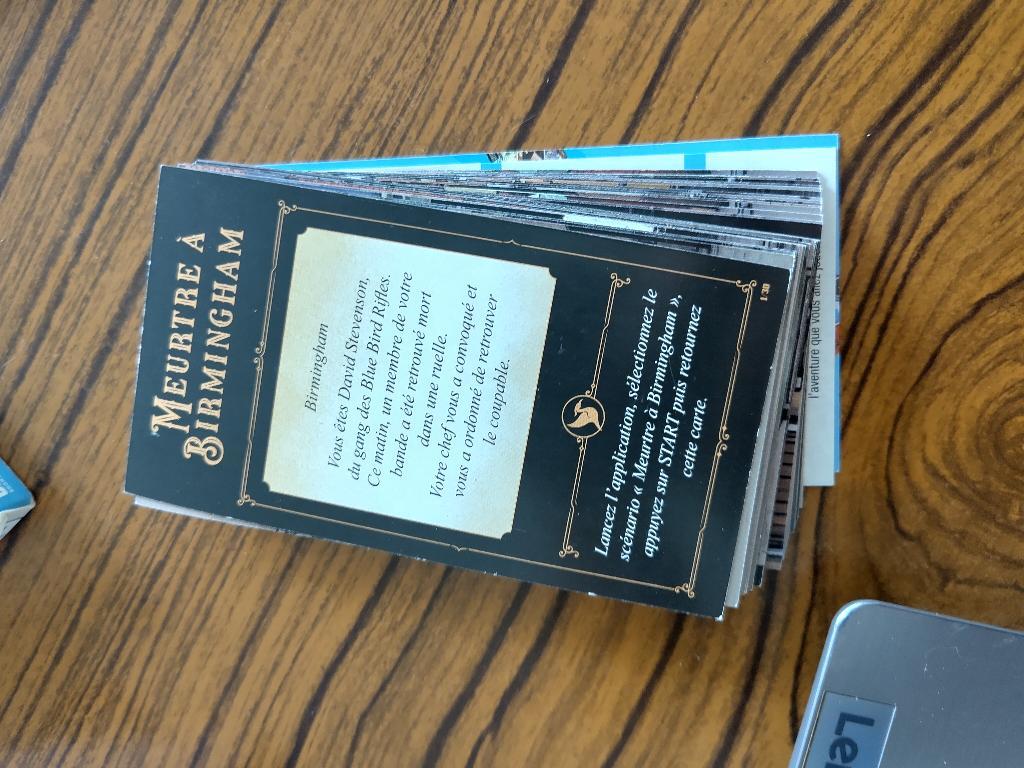 MEURTRE À
BIRMINGHAM
Birmingham
Vous êtes David Stevenson,
du gang des Blue Bird Rifles.
Ce matin, un membre de votre
bande a été retrouvé mort
dans une ruelle.
Votre chef vous a convoqué et
vous a ordonné de retrouver
le coupable.
Lancez l'application, sélectionnez le
scénario « Meurtre à Birmingham »,
appuyez sur START puis retournez
cette carte.
l'aventure que vous allez
Le